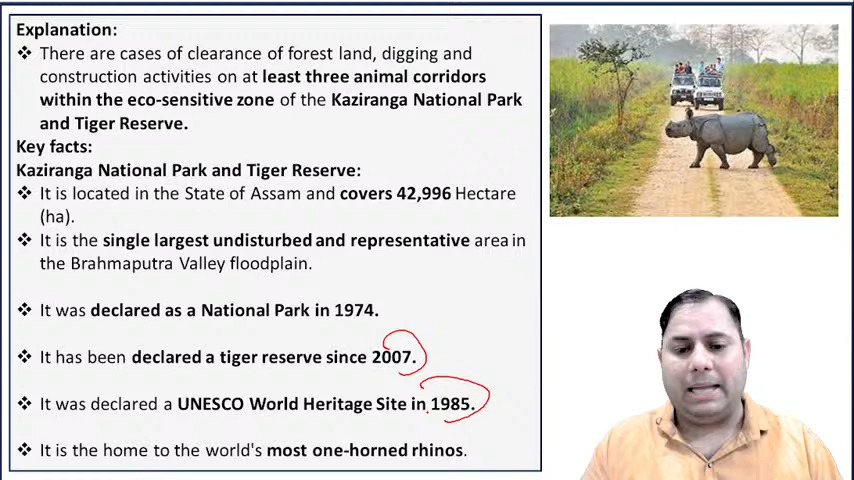 Explanation:
❖ There are cases of clearance of forest land, digging and
construction activities on at least three animal corridors
within the eco-sensitive zone of the Kaziranga National Park
and Tiger Reserve.
Key facts:
Kaziranga National Park and Tiger Reserve:
❖ It is located in the State of Assam and covers 42,996 Hectare
(ha).
❖ It is the single largest undisturbed and representative area in
the Brahmaputra Valley floodplain.
❖ It was declared as a National Park in 1974.
❖ It has been declared a tiger reserve since 2007.
❖ It was declared a UNESCO World Heritage Site in 1985.
❖ It is the home to the world's most one-horned rhinos.